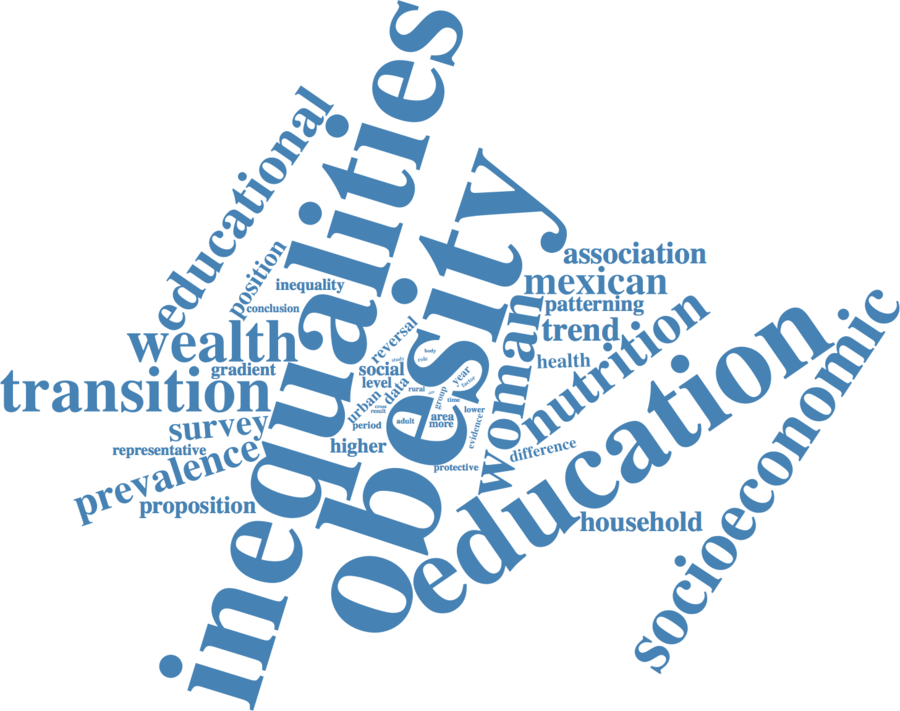 inequalities
obesity
educational
position
inequality
conclusion
wealth
gradient
transition
survey
representative
prevalence
proposition
association
mexican
patterning
trend
nutrition
health
woman
education
socioeconomic
household
difference
reversal
study
body
role
social
level
data
urban
rural
year
factor
group
time
result
period
adult
area
more
lower
evidence
higher
protective